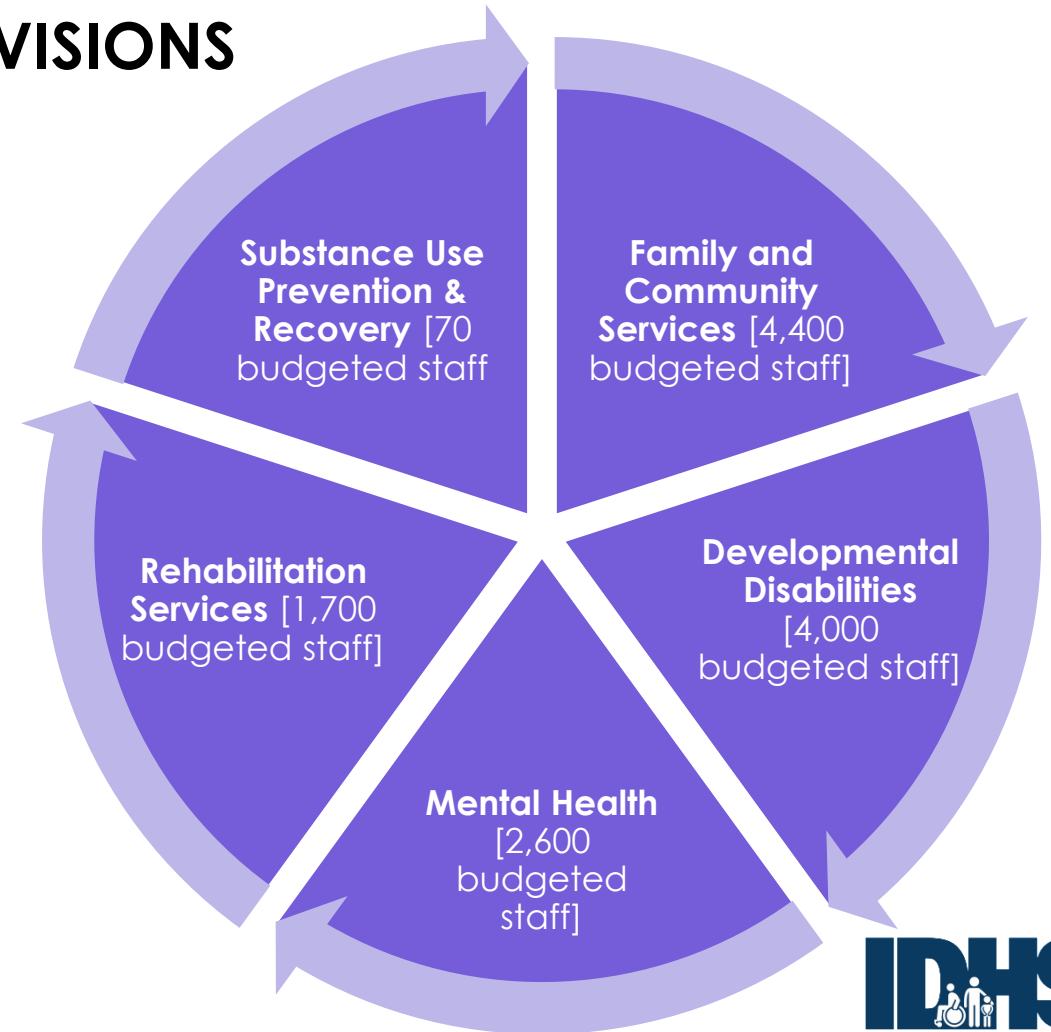 VISIONS
Substance Use
Prevention &
Recovery [70
budgeted staff
Family and
Community
Services [4,400
budgeted staff]
Developmental
Disabilities
[4,000
budgeted staff]
Mental Health
[2,600
budgeted
staff]
Rehabilitation
Services [1,700
budgeted staff]
IDHS